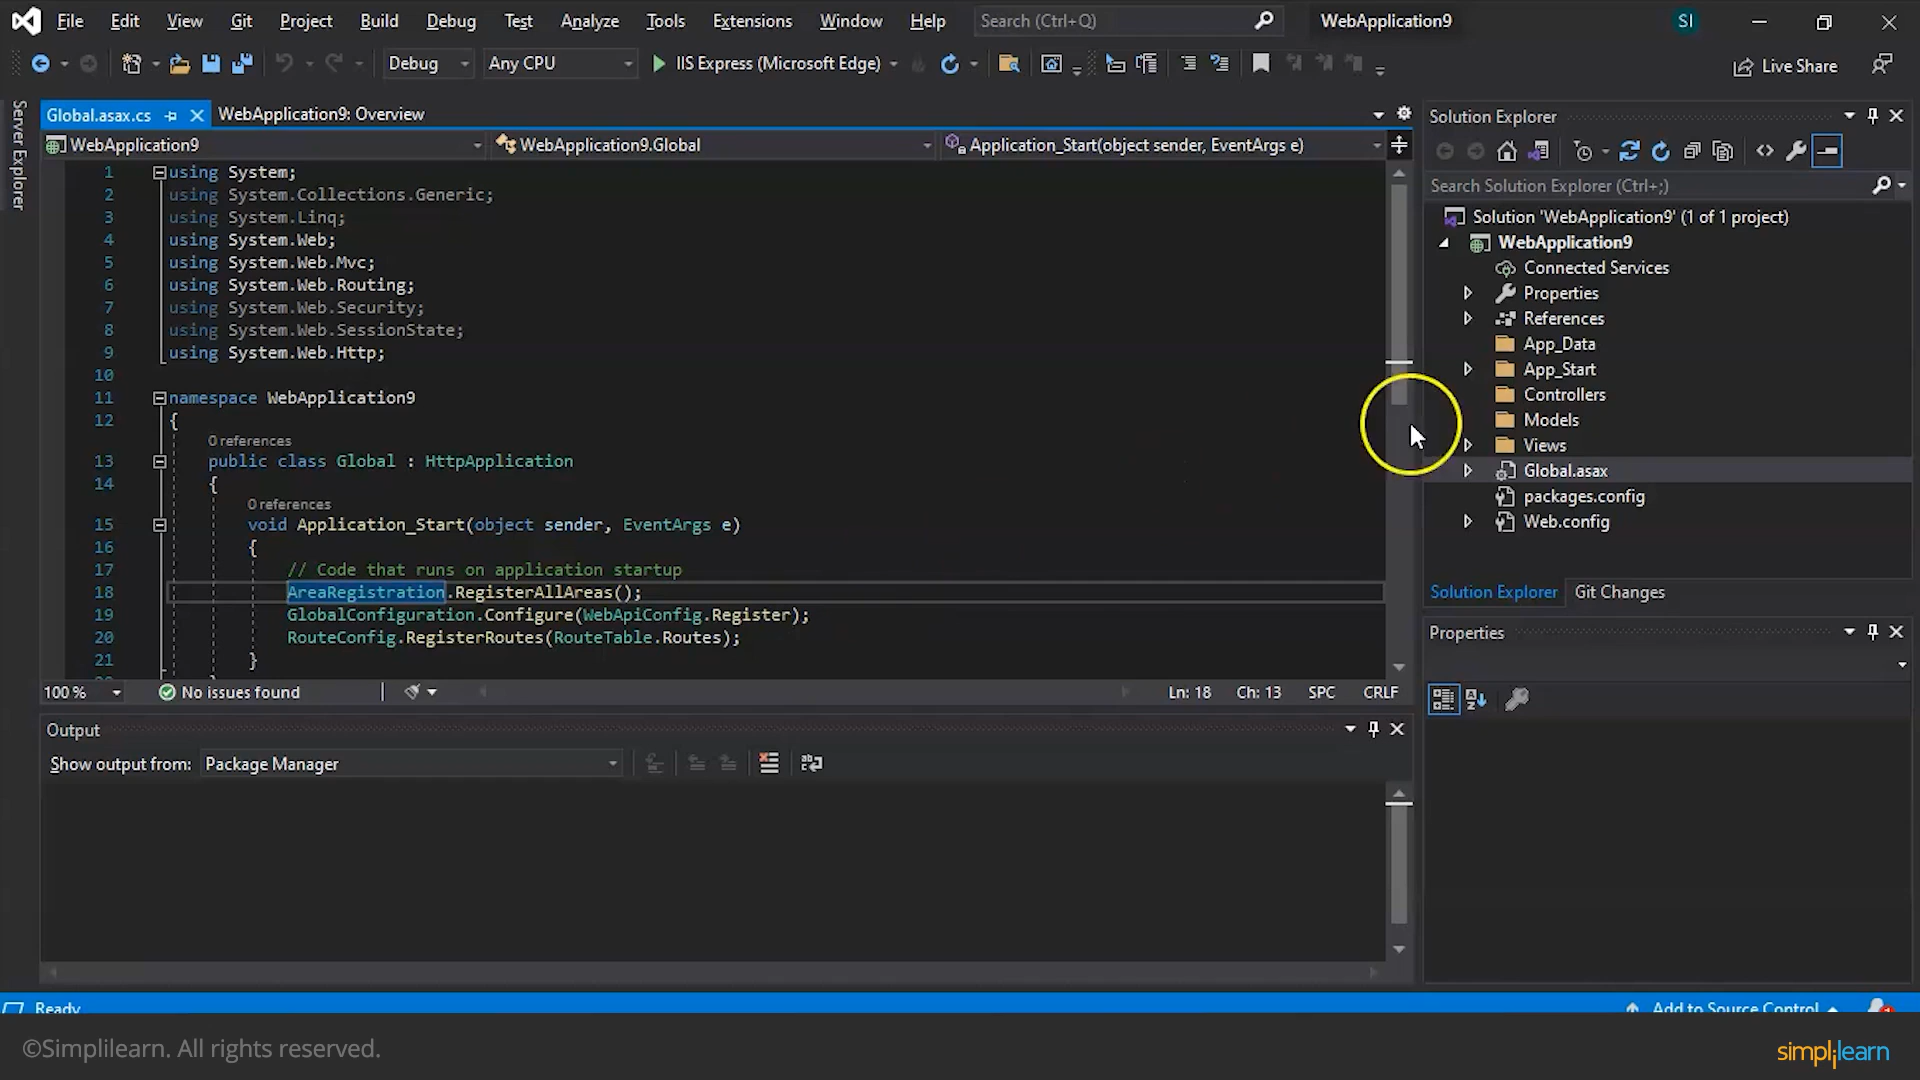 File Edit View Git Project Build Debug Test Analyze Tools Extensions Window Help Search (Ctrl+Q) WebApplication9 SI
Debug Any CPU IIS Express (Microsoft Edge) Live Share
Server Explorer
Global.asax.cs WebApplication9: Overview
WebApplication9 WebApplication9.Global Application_Start(object sender, EventArgs e)
1 using System;
2 using System.Collections.Generic;
3 using System.Linq;
4 using System.Web;
5 using System.Web.Mvc;
6 using System.Web.Routing;
7 using System.Web.Security;
8 using System.Web.SessionState;
9 using System.Web.Http;
10
11 namespace WebApplication9
12 {
0 references
13 public class Global : HttpApplication
14 {
0 references
15 void Application_Start(object sender, EventArgs e)
16 {
17 // Code that runs on application startup
18 AreaRegistration.RegisterAllAreas();
19 GlobalConfiguration.Configure(WebApiConfig.Register);
20 RouteConfig.RegisterRoutes(RouteTable.Routes);
21 }
100 % No issues found Ln: 18 Ch: 13 SPC CRLF
Output
Show output from: Package Manager
Solution Explorer
Search Solution Explorer (Ctrl+;)
Solution 'WebApplication9' (1 of 1 project)
WebApplication9
Connected Services
Properties
References
App_Data
App_Start
Controllers
Models
Views
Global.asax
packages.config
Web.config
Solution Explorer Git Changes
Properties
Ready Add to Source Control
©Simplilearn. All rights reserved. simplilearn